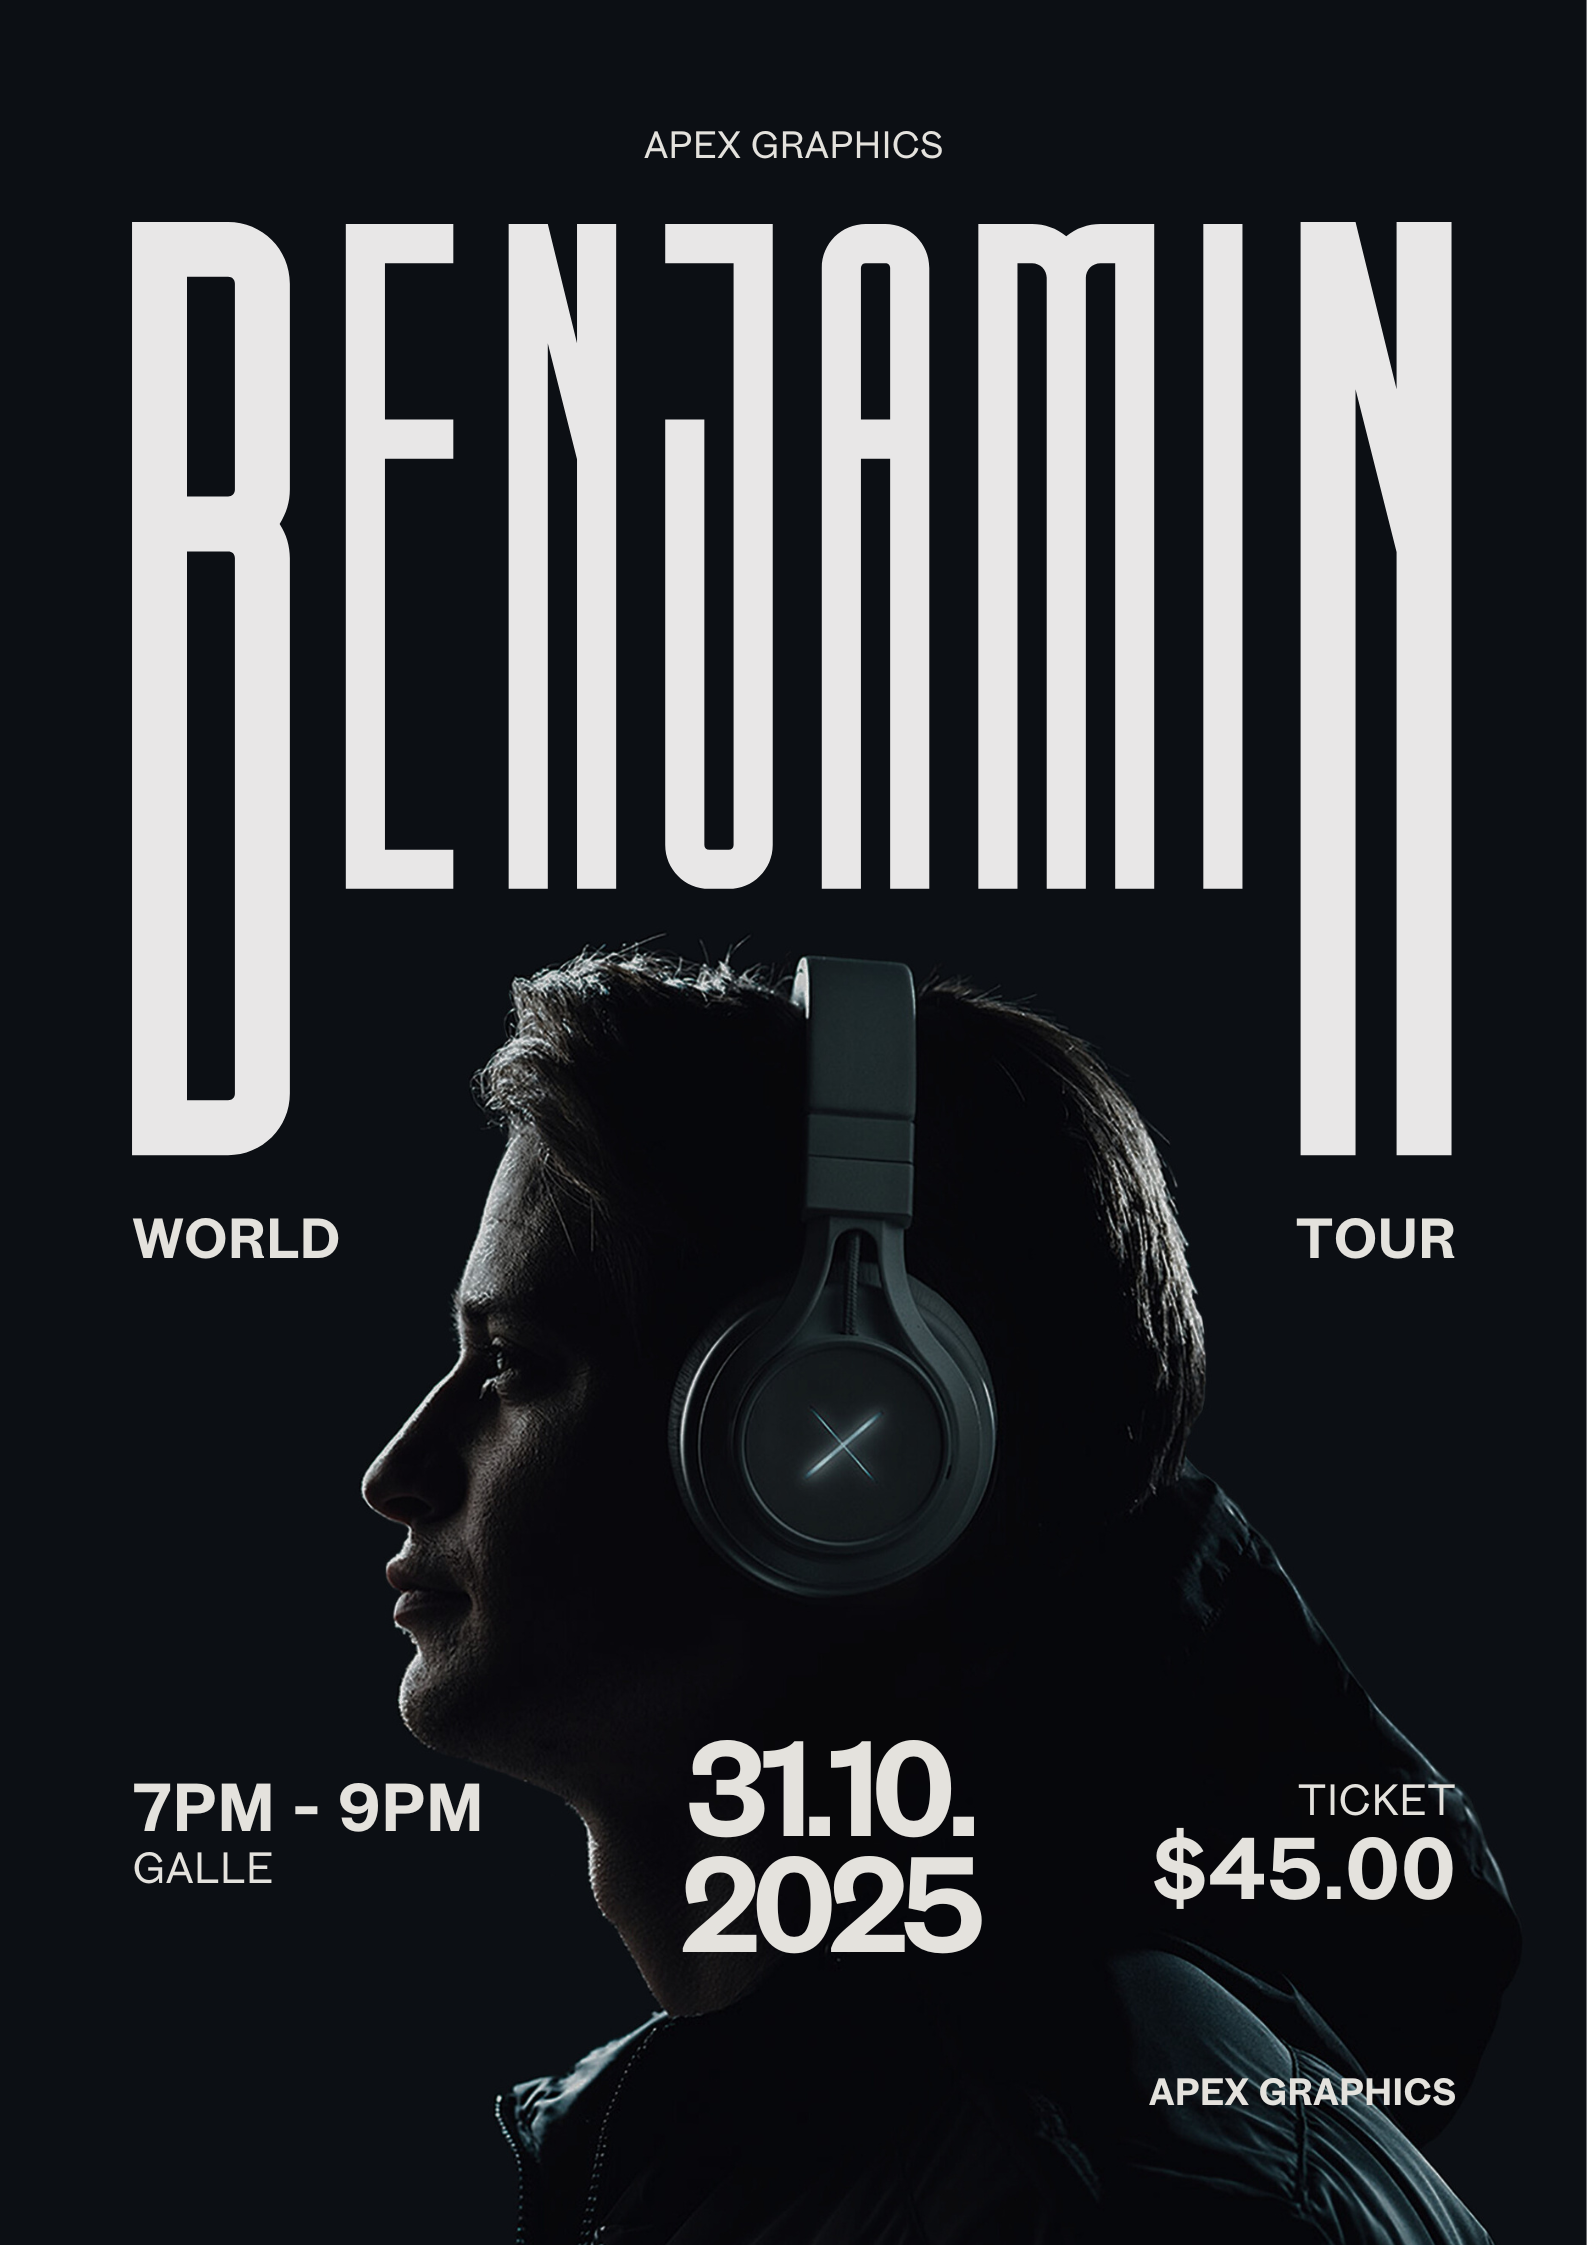 APEX GRAPHICS
BENJAMIN
WORLD TOUR
7PM - 9PM
GALLE
31.10.
2025
TICKET
$45.00
APEX GRAPHICS